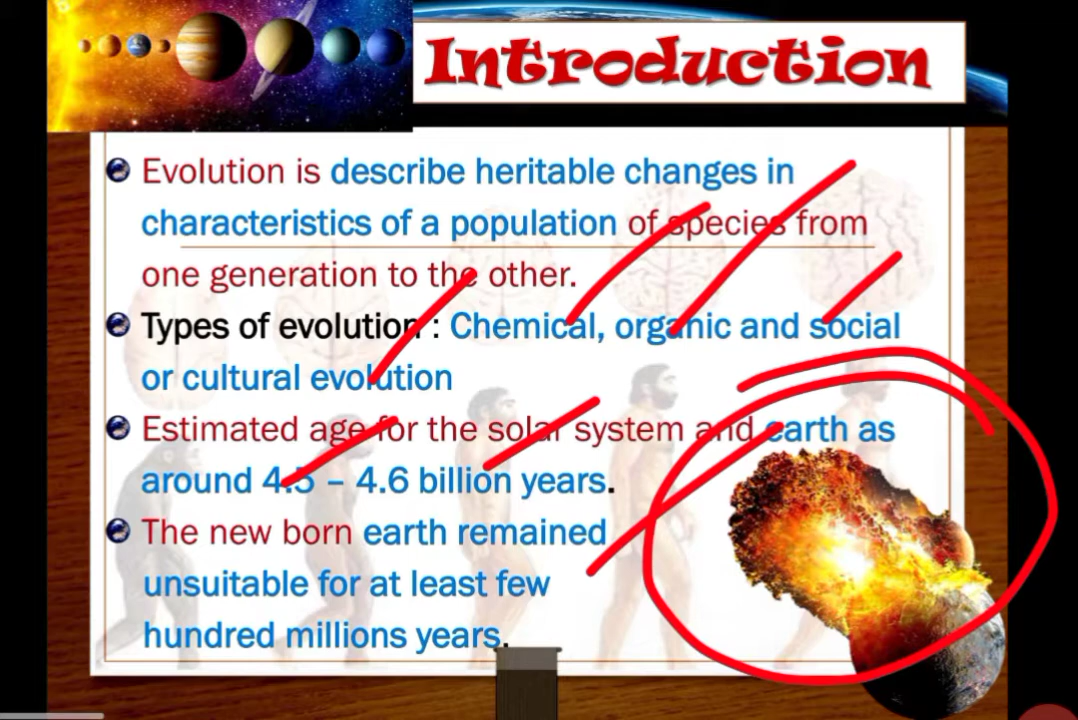 Introduction
Evolution is describe heritable changes in
characteristics of a population of species from
one generation to the other.
Types of evolution : Chemical, organic and social
or cultural evolution
Estimated age for the solar system and earth as
around 4.5 – 4.6 billion years.
The new born earth remained
unsuitable for at least few
hundred millions years.